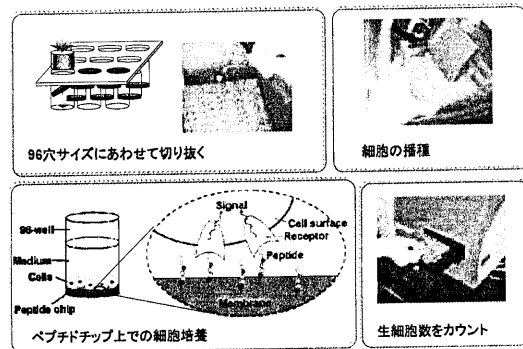 96穴サイズにあわせて切り抜く
細胞の播種
Signal
96-well
Cell surface
Receptor
Medium
Peptide
Cells
Membrane
Peptide chip
ペプチドチップ上での細胞培養
生細胞数をカウント